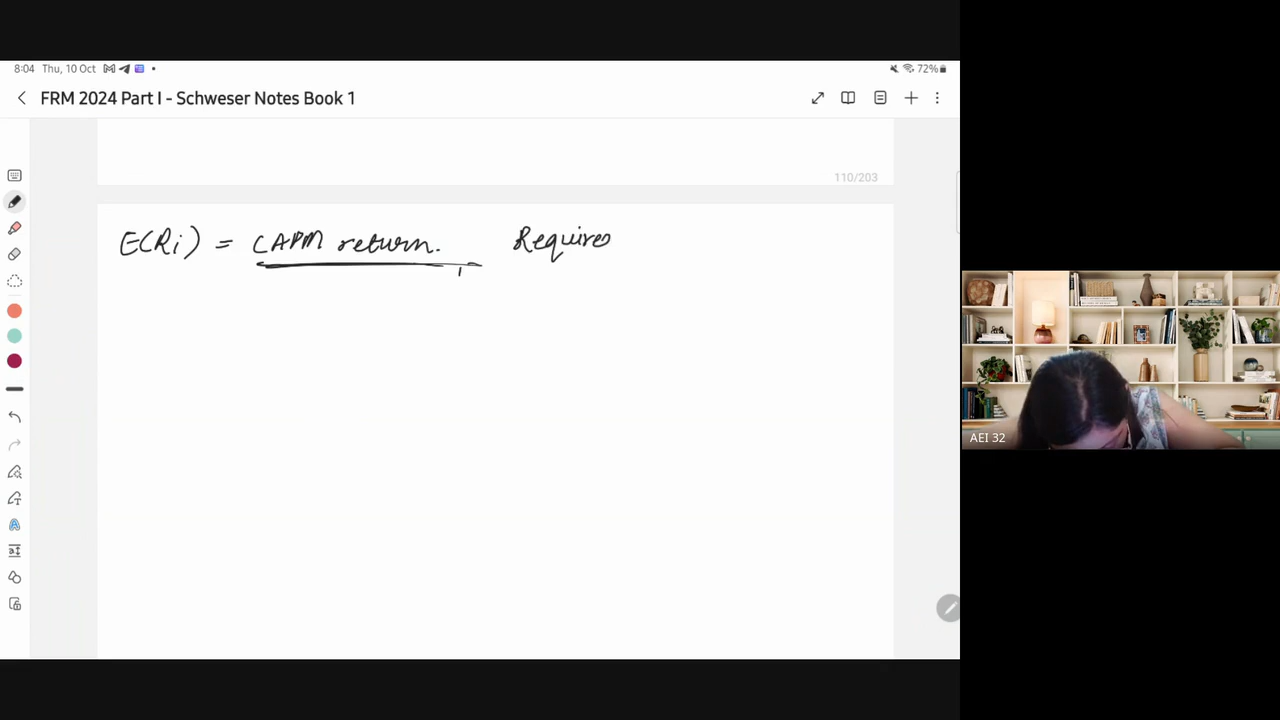 8:04 Thu, 10 Oct 72%
FRM 2024 Part I - Schweser Notes Book 1
110/203
E(Ri) = CAPM return. Require
AEI 32